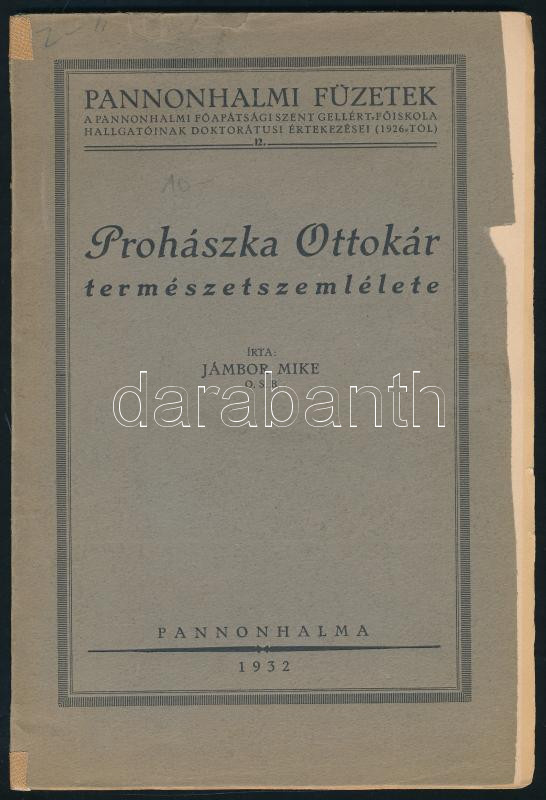 PANNONHALMI FÜZETEK
A PANNONHALMI FŐAPÁTSÁGI SZENT GELLÉRT-FŐISKOLA
HALLGATÓINAK DOKTORÁTUSI ÉRTEKEZÉSEI (1926-TÓL)
12.
10-
Prohászka Ottokár
természetszemlélete
ÍRTA:
JÁMBOR MIKE
O. S. B.
darabanth
PANNONHALMA
1932